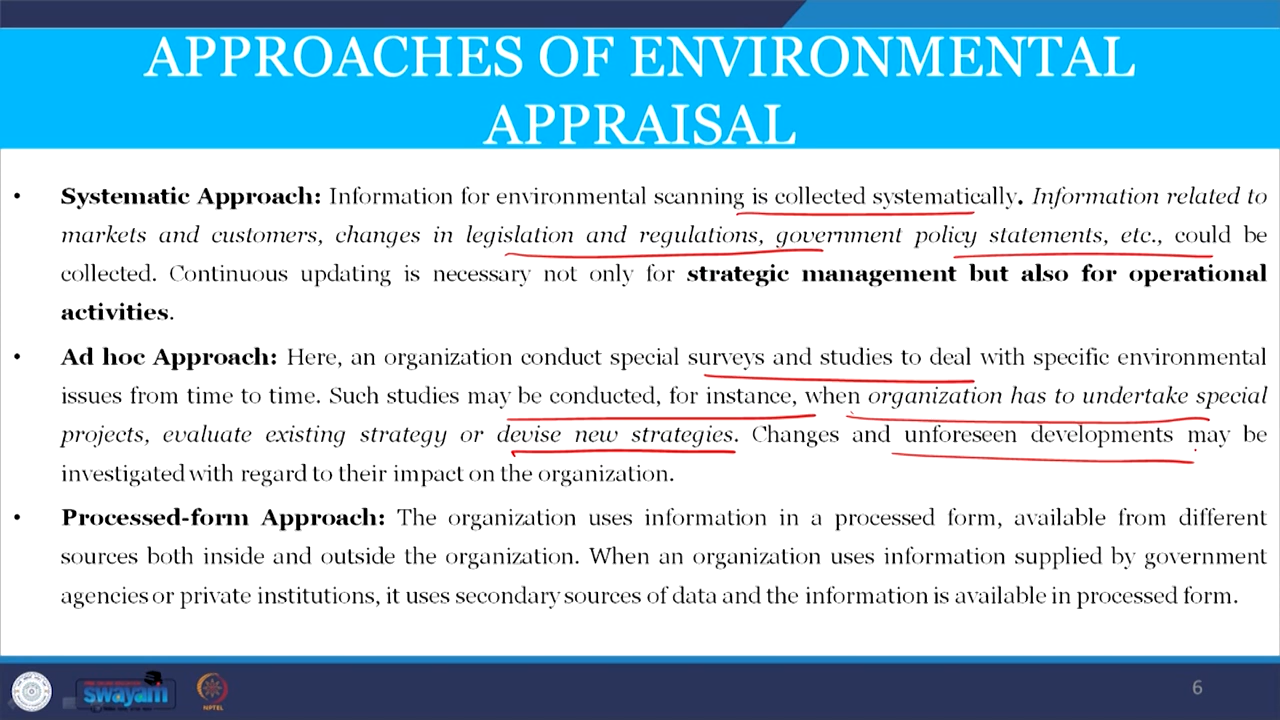 APPROACHES OF ENVIRONMENTAL
APPRAISAL
• Systematic Approach: Information for environmental scanning is collected systematically. Information related to
markets and customers, changes in legislation and regulations, government policy statements, etc., could be
collected. Continuous updating is necessary not only for strategic management but also for operational
activities.
• Ad hoc Approach: Here, an organization conduct special surveys and studies to deal with specific environmental
issues from time to time. Such studies may be conducted, for instance, when organization has to undertake special
projects, evaluate existing strategy or devise new strategies. Changes and unforeseen developments may be
investigated with regard to their impact on the organization.
• Processed-form Approach: The organization uses information in a processed form, available from different
sources both inside and outside the organization. When an organization uses information supplied by government
agencies or private institutions, it uses secondary sources of data and the information is available in processed form.
swayam
NPTEL
6